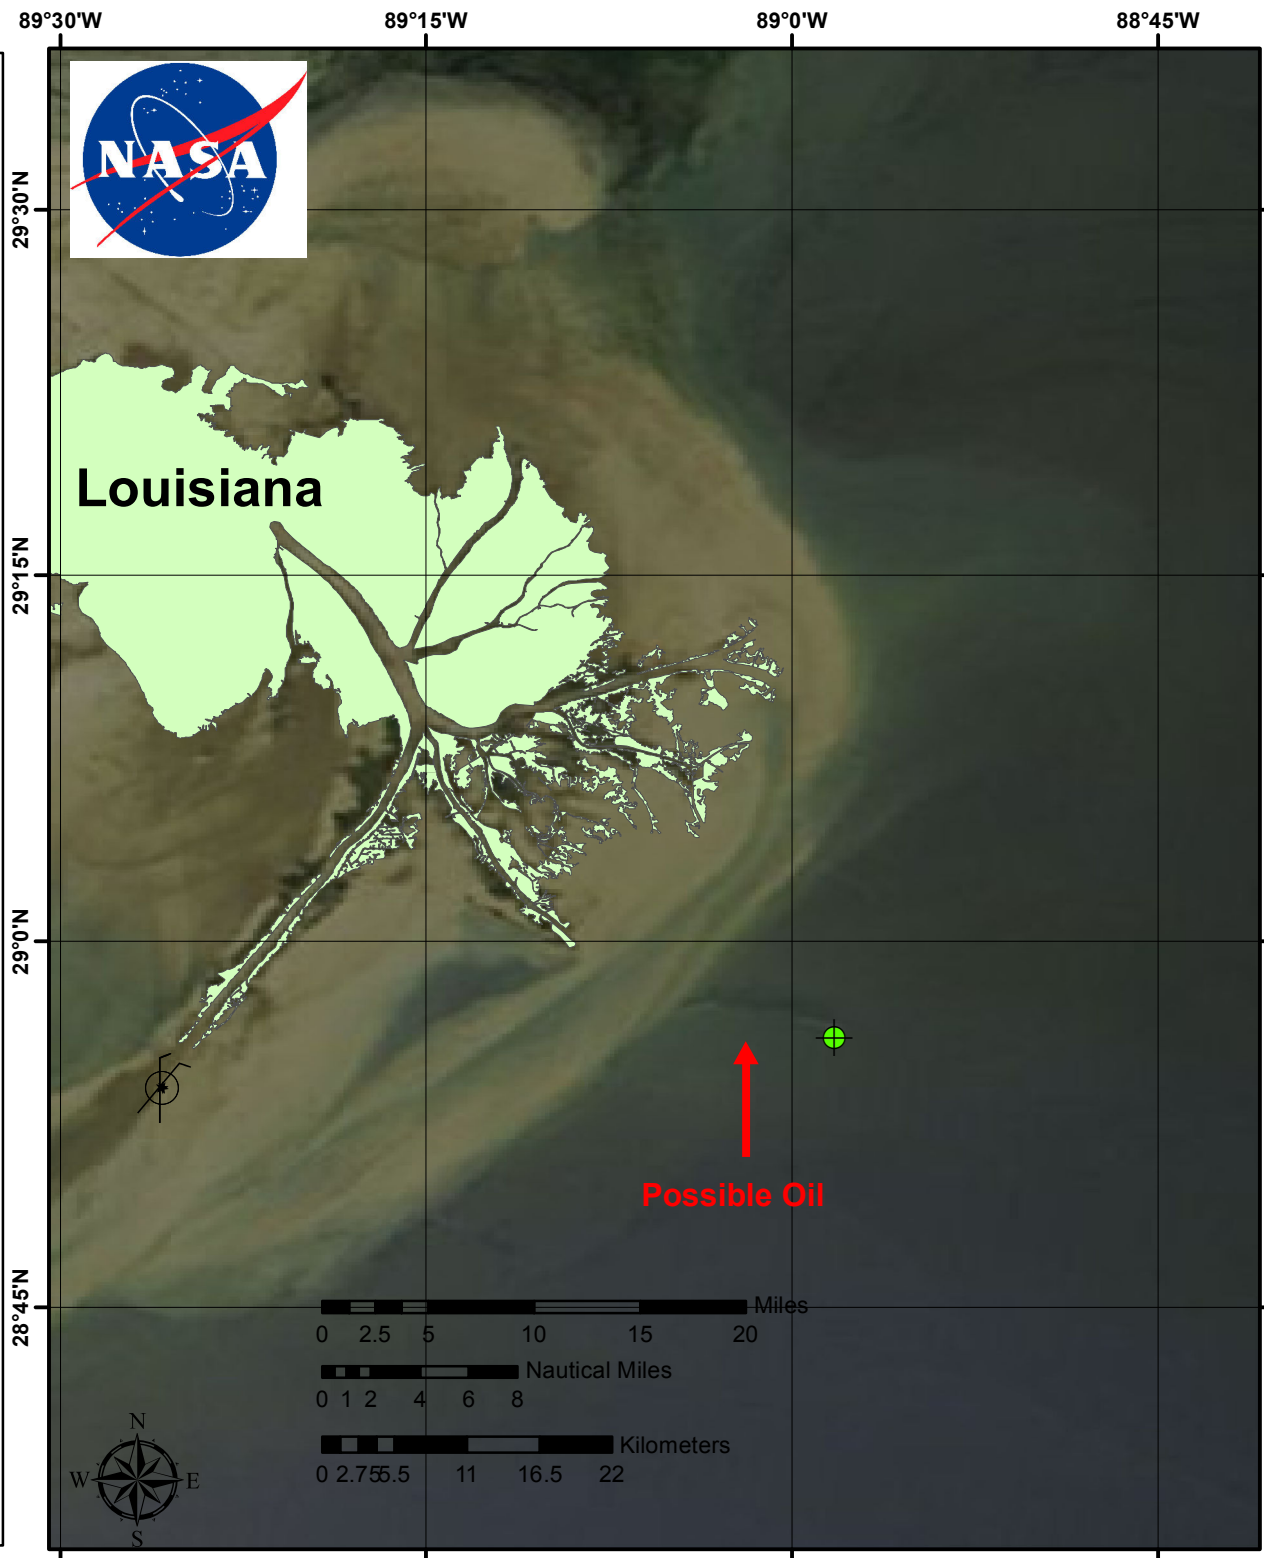 89°30'W 89°15'W 89°0'W 88°45'W
NASA
29°30'N
Louisiana
29°15'N
29°0'N
Possible Oil
28°45'N
Miles
0 2.5 5 10 15 20
Nautical Miles
0 1 2 4 6 8
Kilometers
0 2.75 5.5 11 16.5 22
N
W E
S